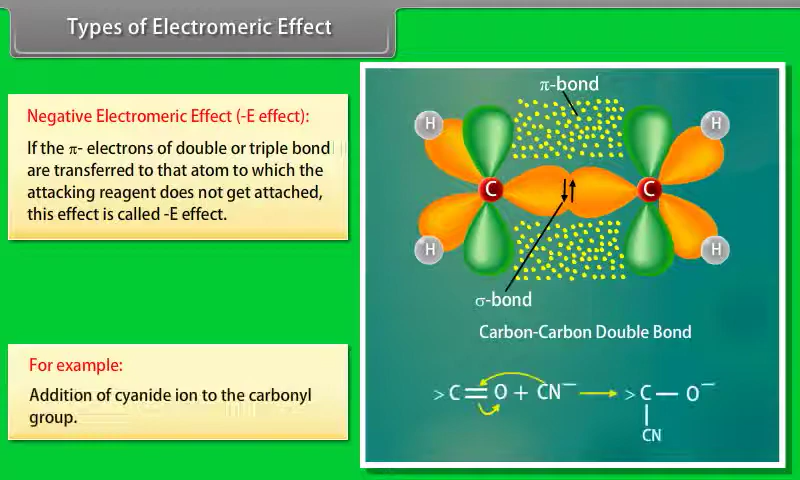 Types of Electromeric Effect
Negative Electromeric Effect (-E effect):
If the π- electrons of double or triple bond
are transferred to that atom to which the
attacking reagent does not get attached,
this effect is called -E effect.
For example:
Addition of cyanide ion to the carbonyl
group.
π-bond
H H
C C
H H
σ-bond
Carbon-Carbon Double Bond
>C=O + CN⁻ → >C—O⁻
|
CN